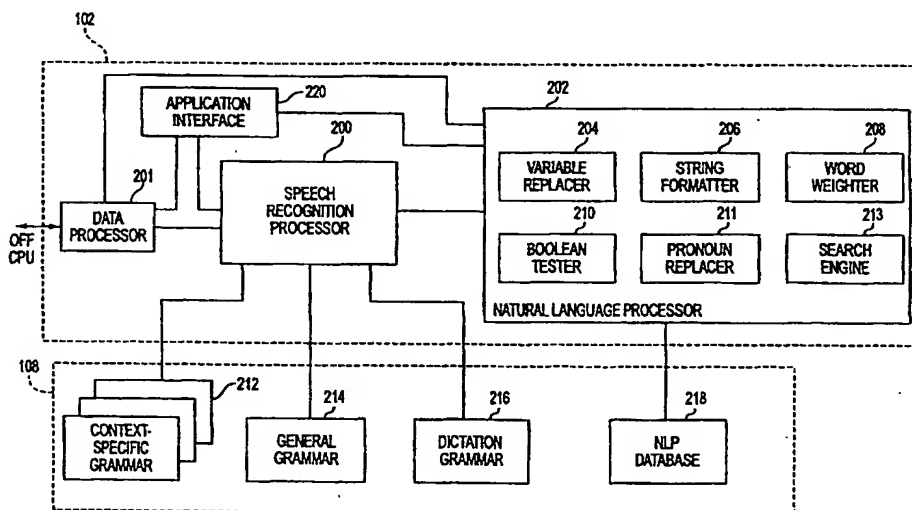 102
APPLICATION
INTERFACE
220
200
SPEECH
RECOGNITION
PROCESSOR
201
DATA
PROCESSOR
OFF
CPU
202
204
VARIABLE
REPLACER
206
STRING
FORMATTER
208
WORD
WEIGHTER
210
BOOLEAN
TESTER
211
PRONOUN
REPLACER
213
SEARCH
ENGINE
NATURAL LANGUAGE PROCESSOR
108
212
CONTEXT-
SPECIFIC
GRAMMAR
214
GENERAL
GRAMMAR
216
DICTATION
GRAMMAR
218
NLP
DATABASE